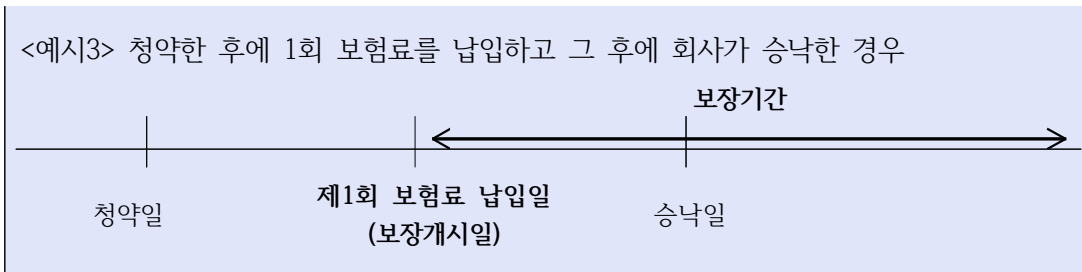 <예시3> 청약한 후에 1회 보험료를 납입하고 그 후에 회사가 승낙한 경우
보장기간
청약일
제1회 보험료 납입일
(보장개시일)
승낙일